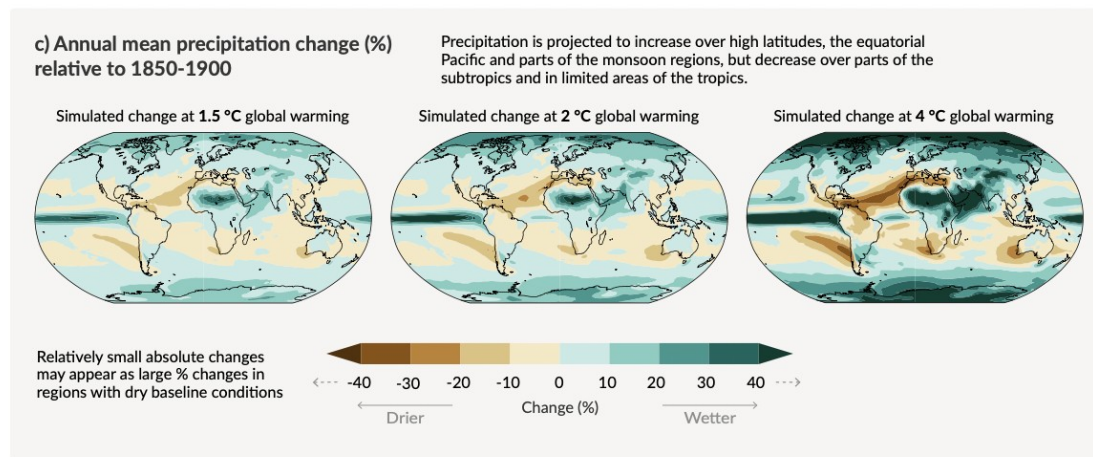 c) Annual mean precipitation change (%)
relative to 1850-1900
Precipitation is projected to increase over high latitudes, the equatorial
Pacific and parts of the monsoon regions, but decrease over parts of the
subtropics and in limited areas of the tropics.
Simulated change at 1.5 °C global warming
Simulated change at 2 °C global warming
Simulated change at 4 °C global warming
Relatively small absolute changes
may appear as large % changes in
regions with dry baseline conditions
-40 -30 -20 -10 0 10 20 30 40
Change (%)
Drier
Wetter